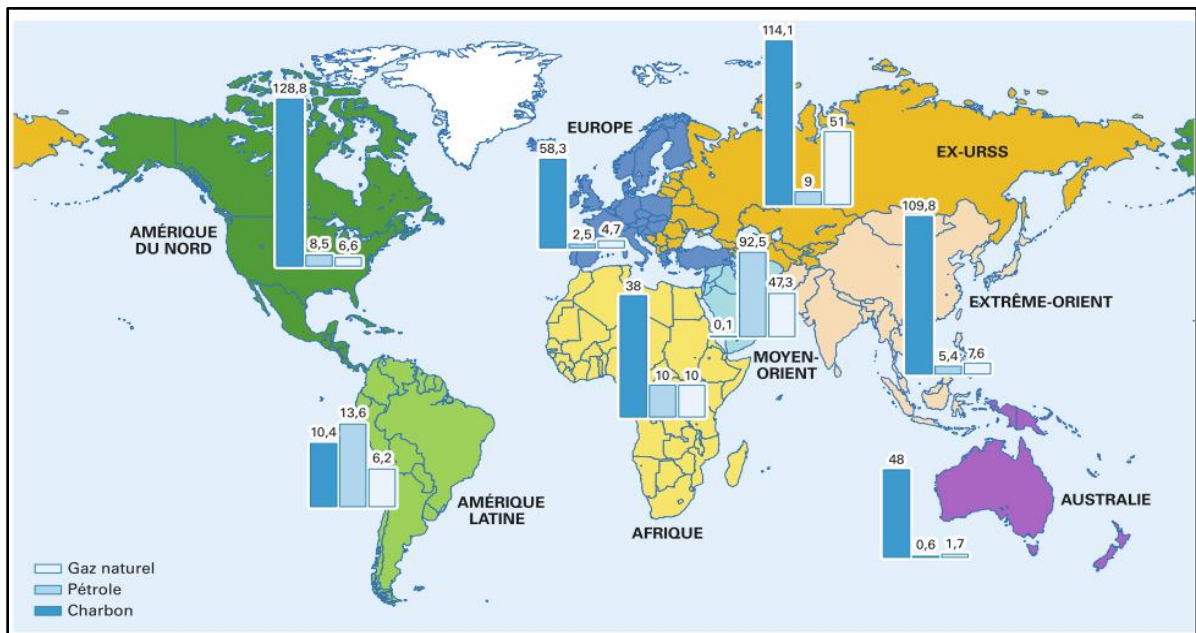 114,1
128,8
51
EUROPE
58,3
EX-URSS
9
109,8
AMÉRIQUE
DU NORD
8,5
6,6
2,5
4,7
92,5
47,3
38
EXTRÊME-ORIENT
0,1
MOYEN-
ORIENT
5,4
7,6
10
10
13,6
10,4
6,2
48
AMÉRIQUE
LATINE
AUSTRALIE
AFRIQUE
0,6
1,7
Gaz naturel
Pétrole
Charbon